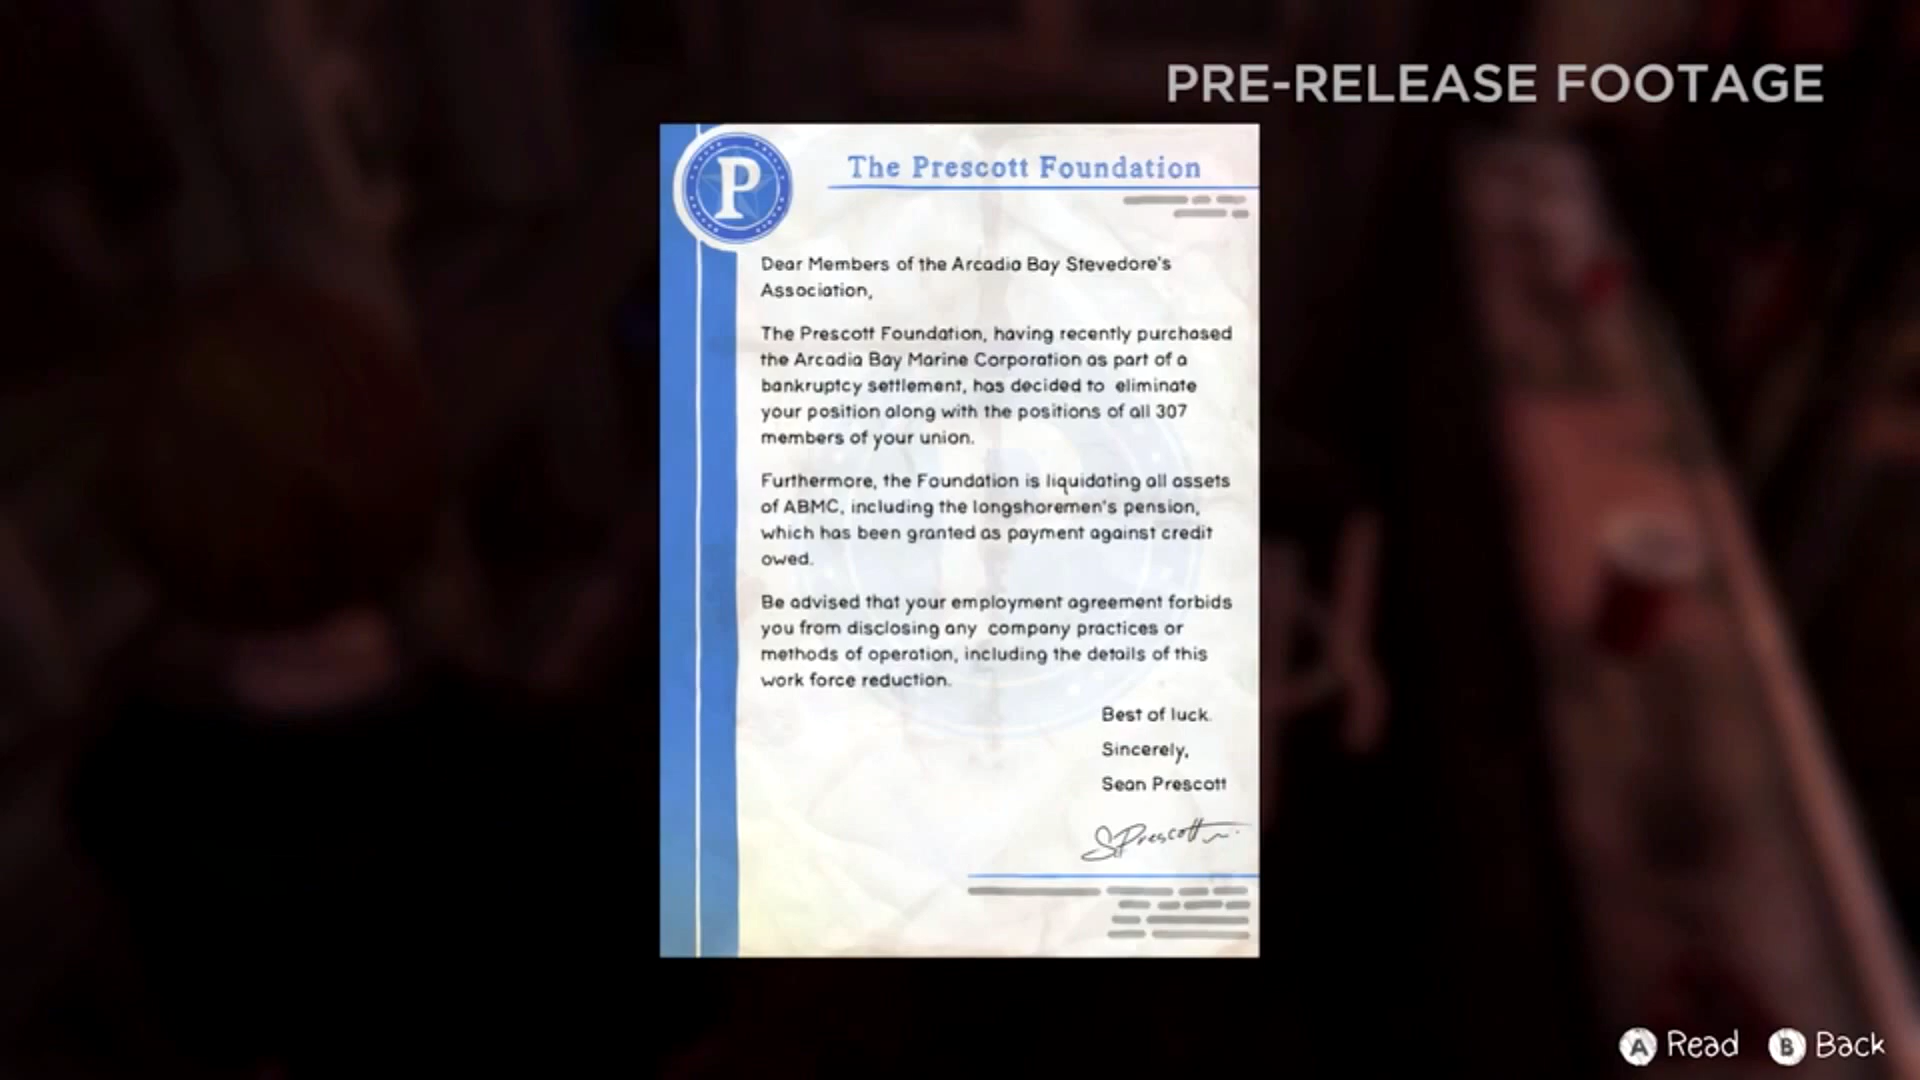 PRE-RELEASE FOOTAGE
P
The Prescott Foundation
Dear Members of the Arcadia Bay Stevedore's
Association,
The Prescott Foundation, having recently purchased
the Arcadia Bay Marine Corporation as part of a
bankruptcy settlement, has decided to eliminate
your position along with the positions of all 307
members of your union.
Furthermore, the Foundation is liquidating all assets
of ABMC, including the longshoremen's pension,
which has been granted as payment against credit
owed.
Be advised that your employment agreement forbids
you from disclosing any company practices or
methods of operation, including the details of this
work force reduction.
Best of luck.
Sincerely,
Sean Prescott
S. Prescott
A Read B Back